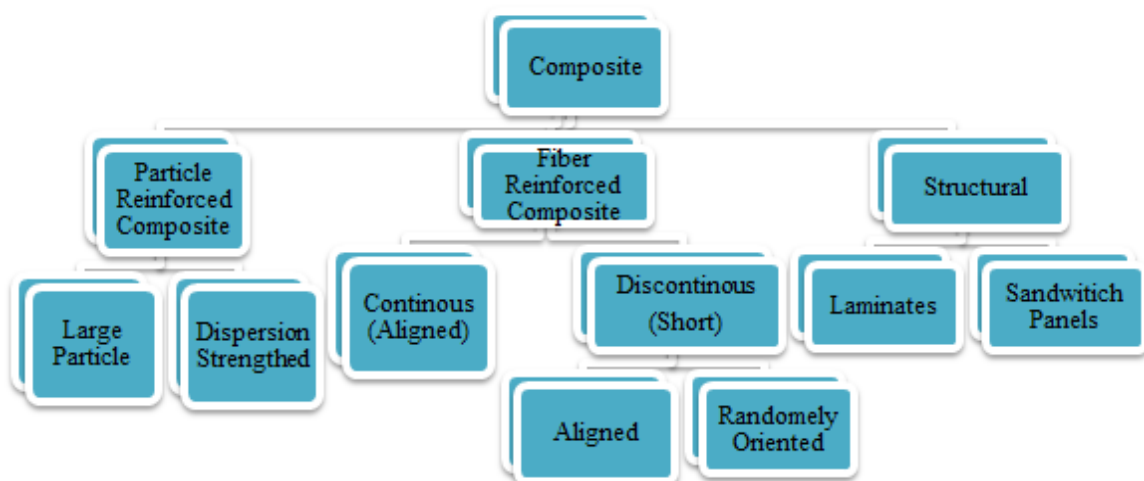 Composite
Particle
Reinforced
Composite
Fiber
Reinforced
Composite
Structural
Large
Particle
Dispersion
Strengthed
Continous
(Aligned)
Discontinous
(Short)
Laminates
Sandwitich
Panels
Aligned
Randomely
Oriented